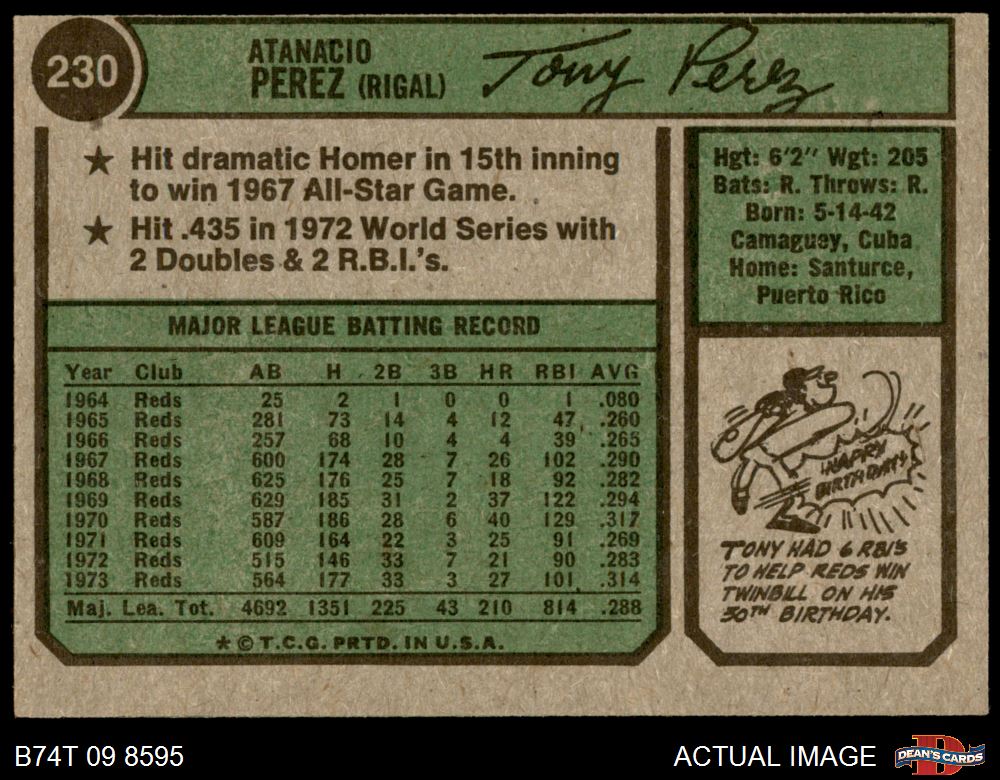 230
ATANACIO
PEREZ (RIGAL)
Tony Perez
★ Hit dramatic Homer in 15th inning
to win 1967 All-Star Game.
★ Hit .435 in 1972 World Series with
2 Doubles & 2 R.B.I.'s.
Hgt: 6'2" Wgt: 205
Bats: R. Throws: R.
Born: 5-14-42
Camaguey, Cuba
Home: Santurce,
Puerto Rico
MAJOR LEAGUE BATTING RECORD
Year Club AB H 2B 3B HR RBI AVG
1964 Reds 25 2 1 0 0 1 .080
1965 Reds 281 73 14 4 12 47 .260
1966 Reds 257 68 10 4 4 39 .265
1967 Reds 600 174 28 7 26 102 .290
1968 Reds 625 176 25 7 18 92 .282
1969 Reds 629 185 31 2 37 122 .294
1970 Reds 587 186 28 6 40 129 .317
1971 Reds 609 164 22 3 25 91 .269
1972 Reds 515 146 33 7 21 90 .283
1973 Reds 564 177 33 3 27 101 .314
Maj. Lea. Tot. 4692 1351 225 43 210 814 .288
★ © T.C.G. PRTD. IN U.S.A.
HAPPY
BIRTHDAY!
TONY HAD 6 RBI'S
TO HELP REDS WIN
TWINBILL ON HIS
30TH BIRTHDAY.
B74T 09 8595
ACTUAL IMAGE
D
DEAN'S CARDS